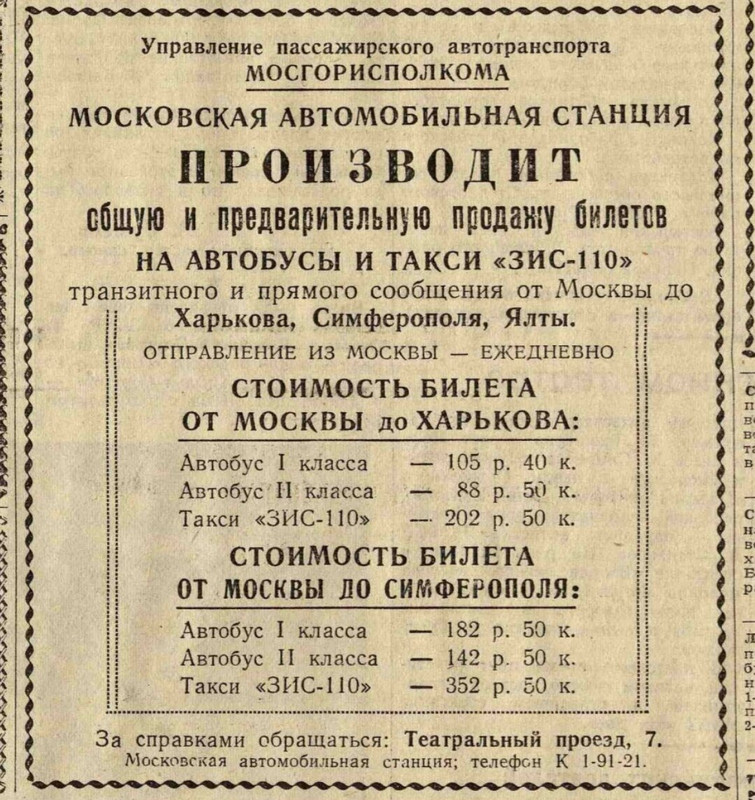 Управление пассажирского автотранспорта
МОСГОРИСПОЛКОМА
МОСКОВСКАЯ АВТОМОБИЛЬНАЯ СТАНЦИЯ
ПРОИЗВОДИТ
общую и предварительную продажу билетов
НА АВТОБУСЫ И ТАКСИ «ЗИС-110»
транзитного и прямого сообщения от Москвы до
Харькова, Симферополя, Ялты.
ОТПРАВЛЕНИЕ ИЗ МОСКВЫ — ЕЖЕДНЕВНО
СТОИМОСТЬ БИЛЕТА
ОТ МОСКВЫ до ХАРЬКОВА:
Автобус I класса — 105 р. 40 к.
Автобус II класса — 88 р. 50 к.
Такси «ЗИС-110» — 202 р. 50 к.
СТОИМОСТЬ БИЛЕТА
ОТ МОСКВЫ ДО СИМФЕРОПОЛЯ:
Автобус I класса — 182 р. 50 к.
Автобус II класса — 142 р. 50 к.
Такси «ЗИС-110» — 352 р. 50 к.
За справками обращаться: Театральный проезд, 7.
Московская автомобильная станция; телефон К 1-91-21.